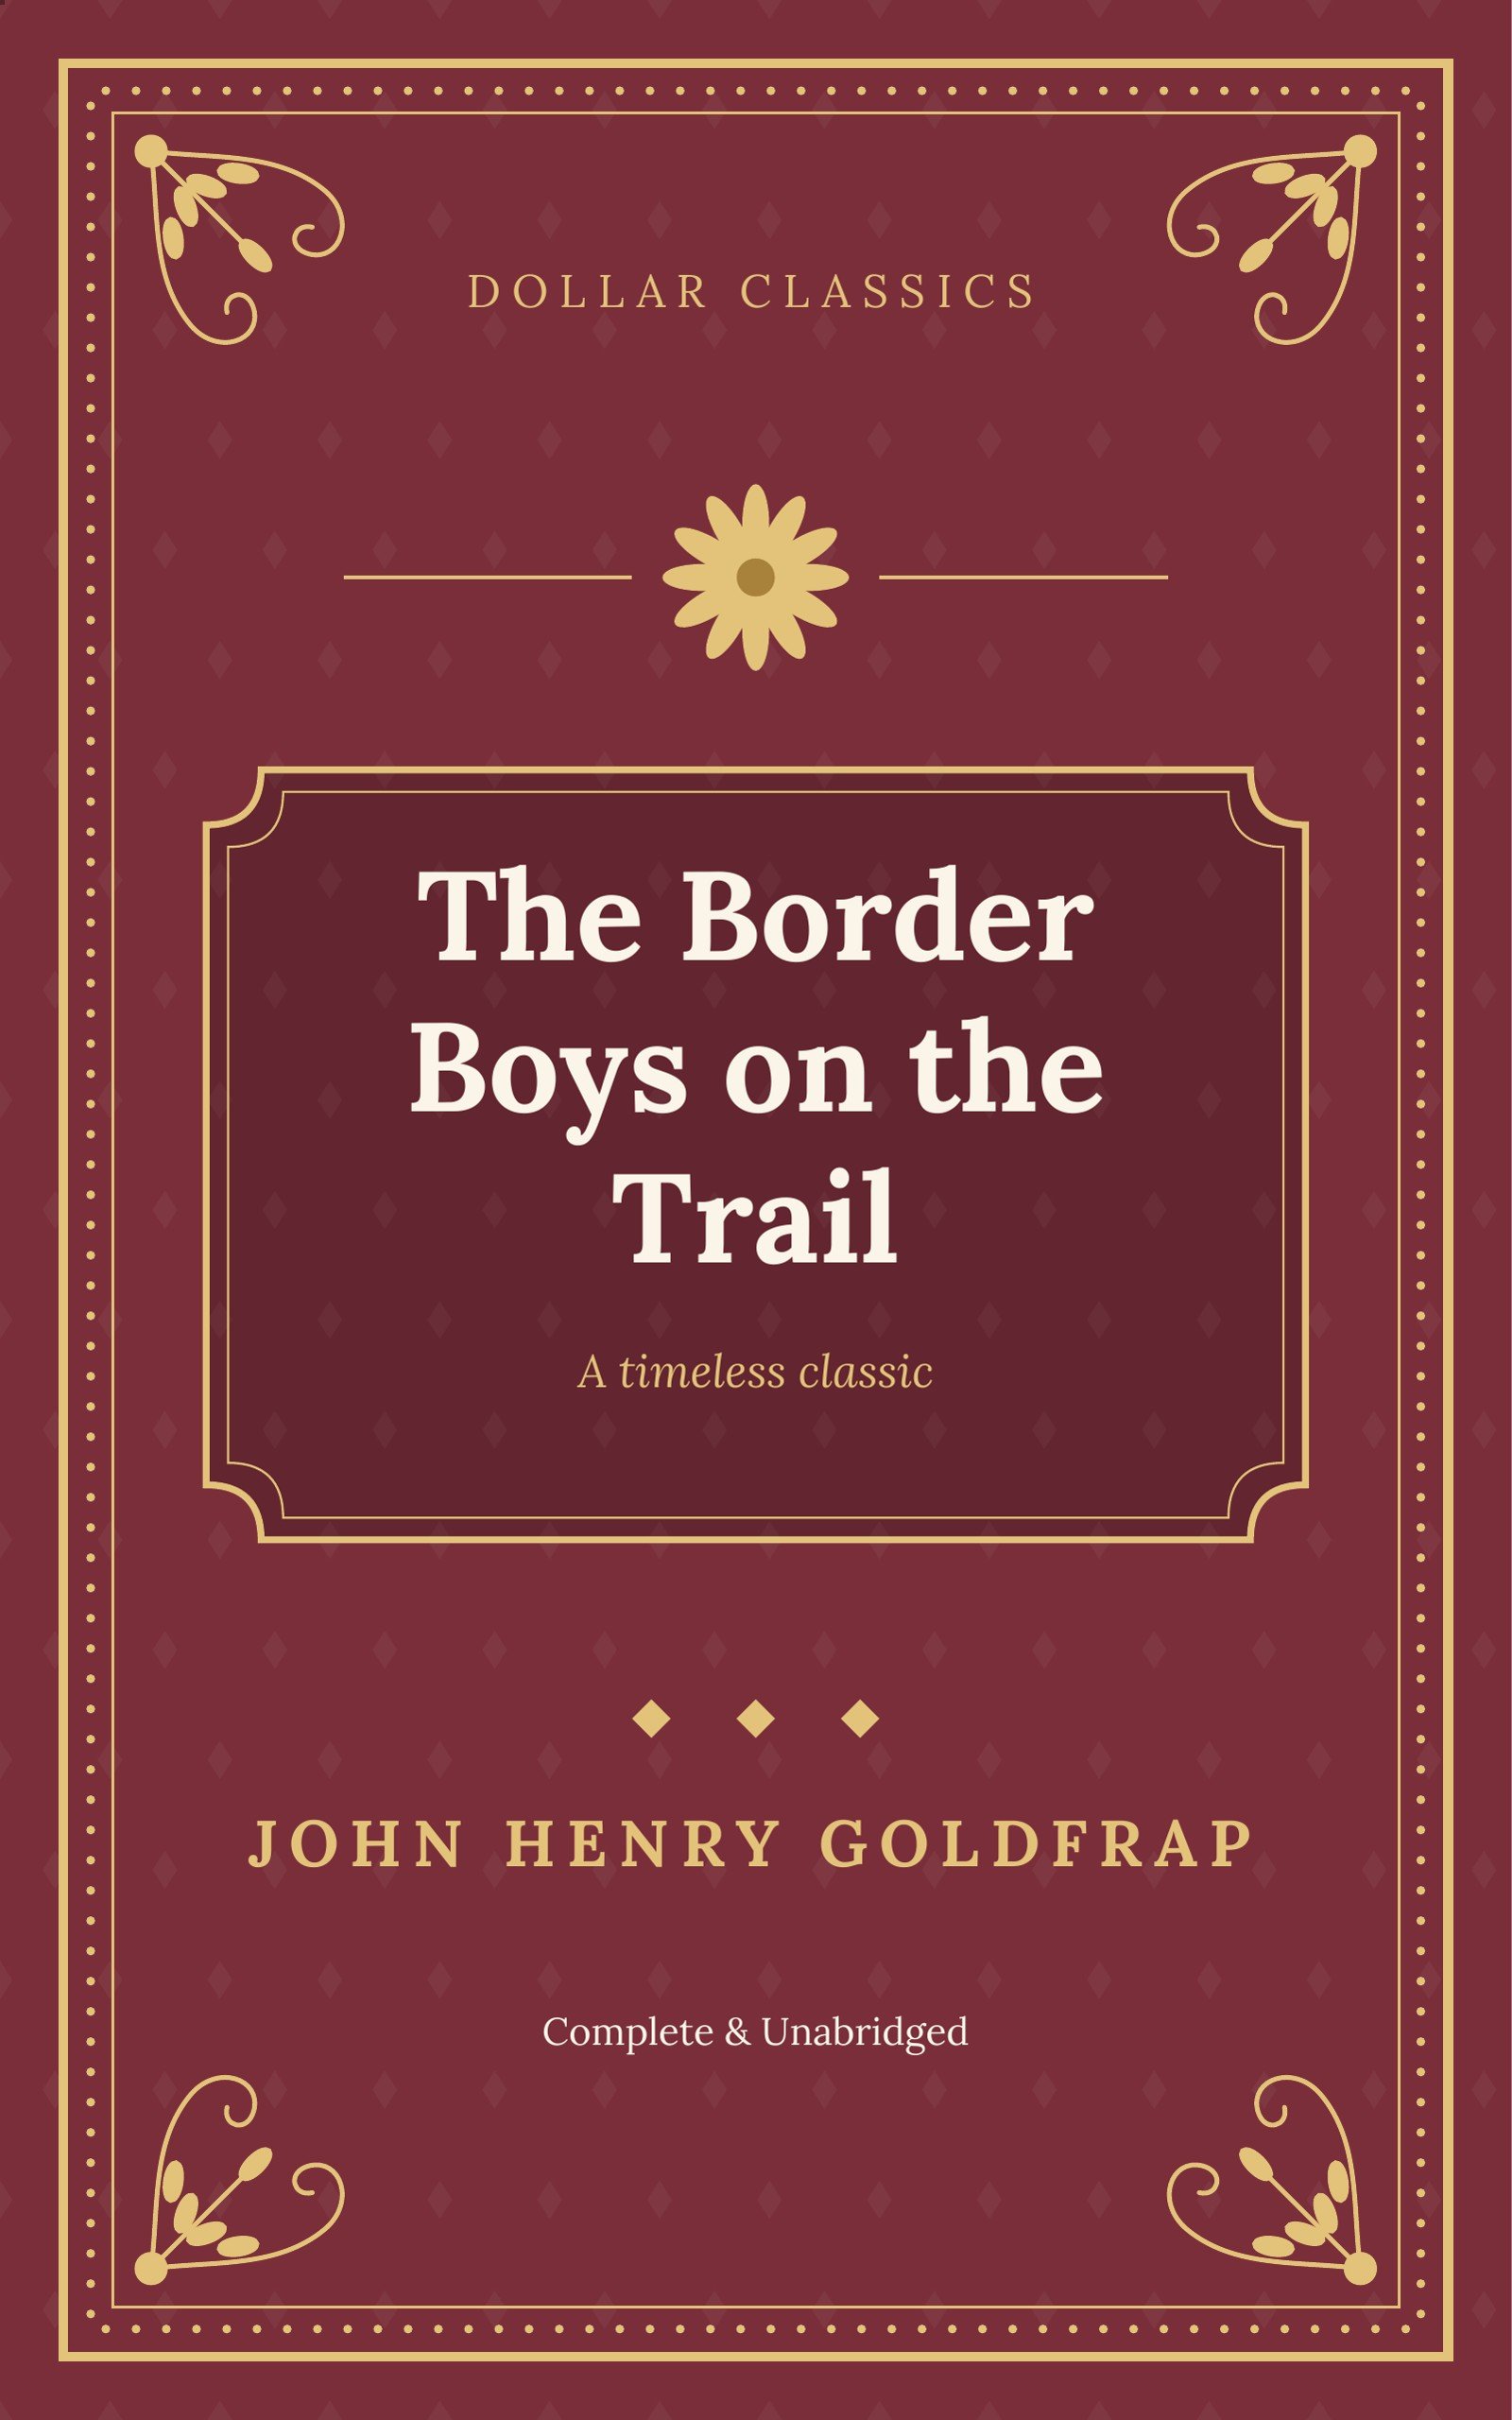 DOLLAR CLASSICS
The Border
Boys on the
Trail
A timeless classic
JOHN HENRY GOLDFRAP
Complete & Unabridged